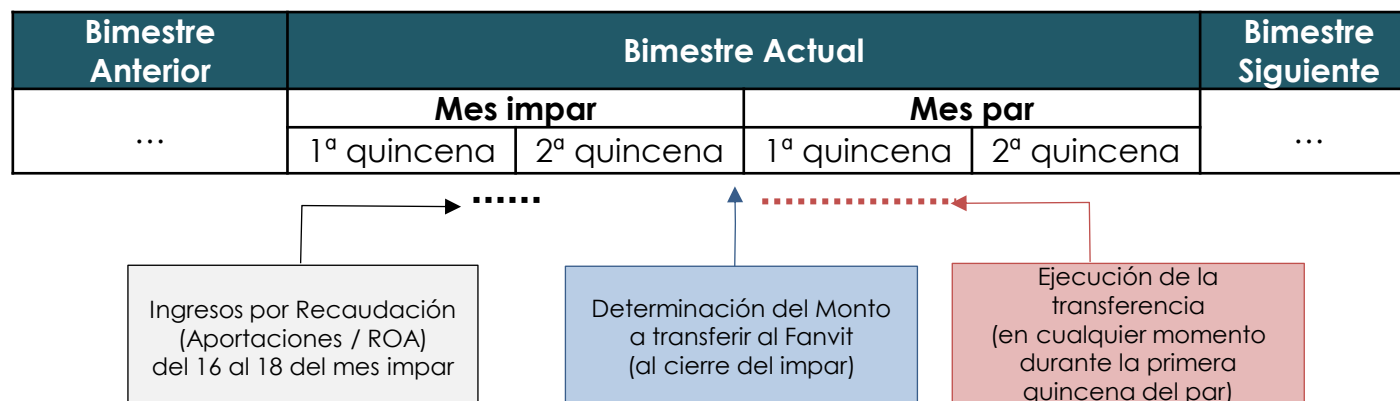 Bimestre
Anterior
Bimestre Actual
Bimestre
Siguiente
...
Mes impar
Mes par
...
1ª quincena
2ª quincena
1ª quincena
2ª quincena
Ingresos por Recaudación
(Aportaciones / ROA)
del 16 al 18 del mes impar
Determinación del Monto
a transferir al Fanvit
(al cierre del impar)
Ejecución de la
transferencia
(en cualquier momento
durante la primera
quincena del par)